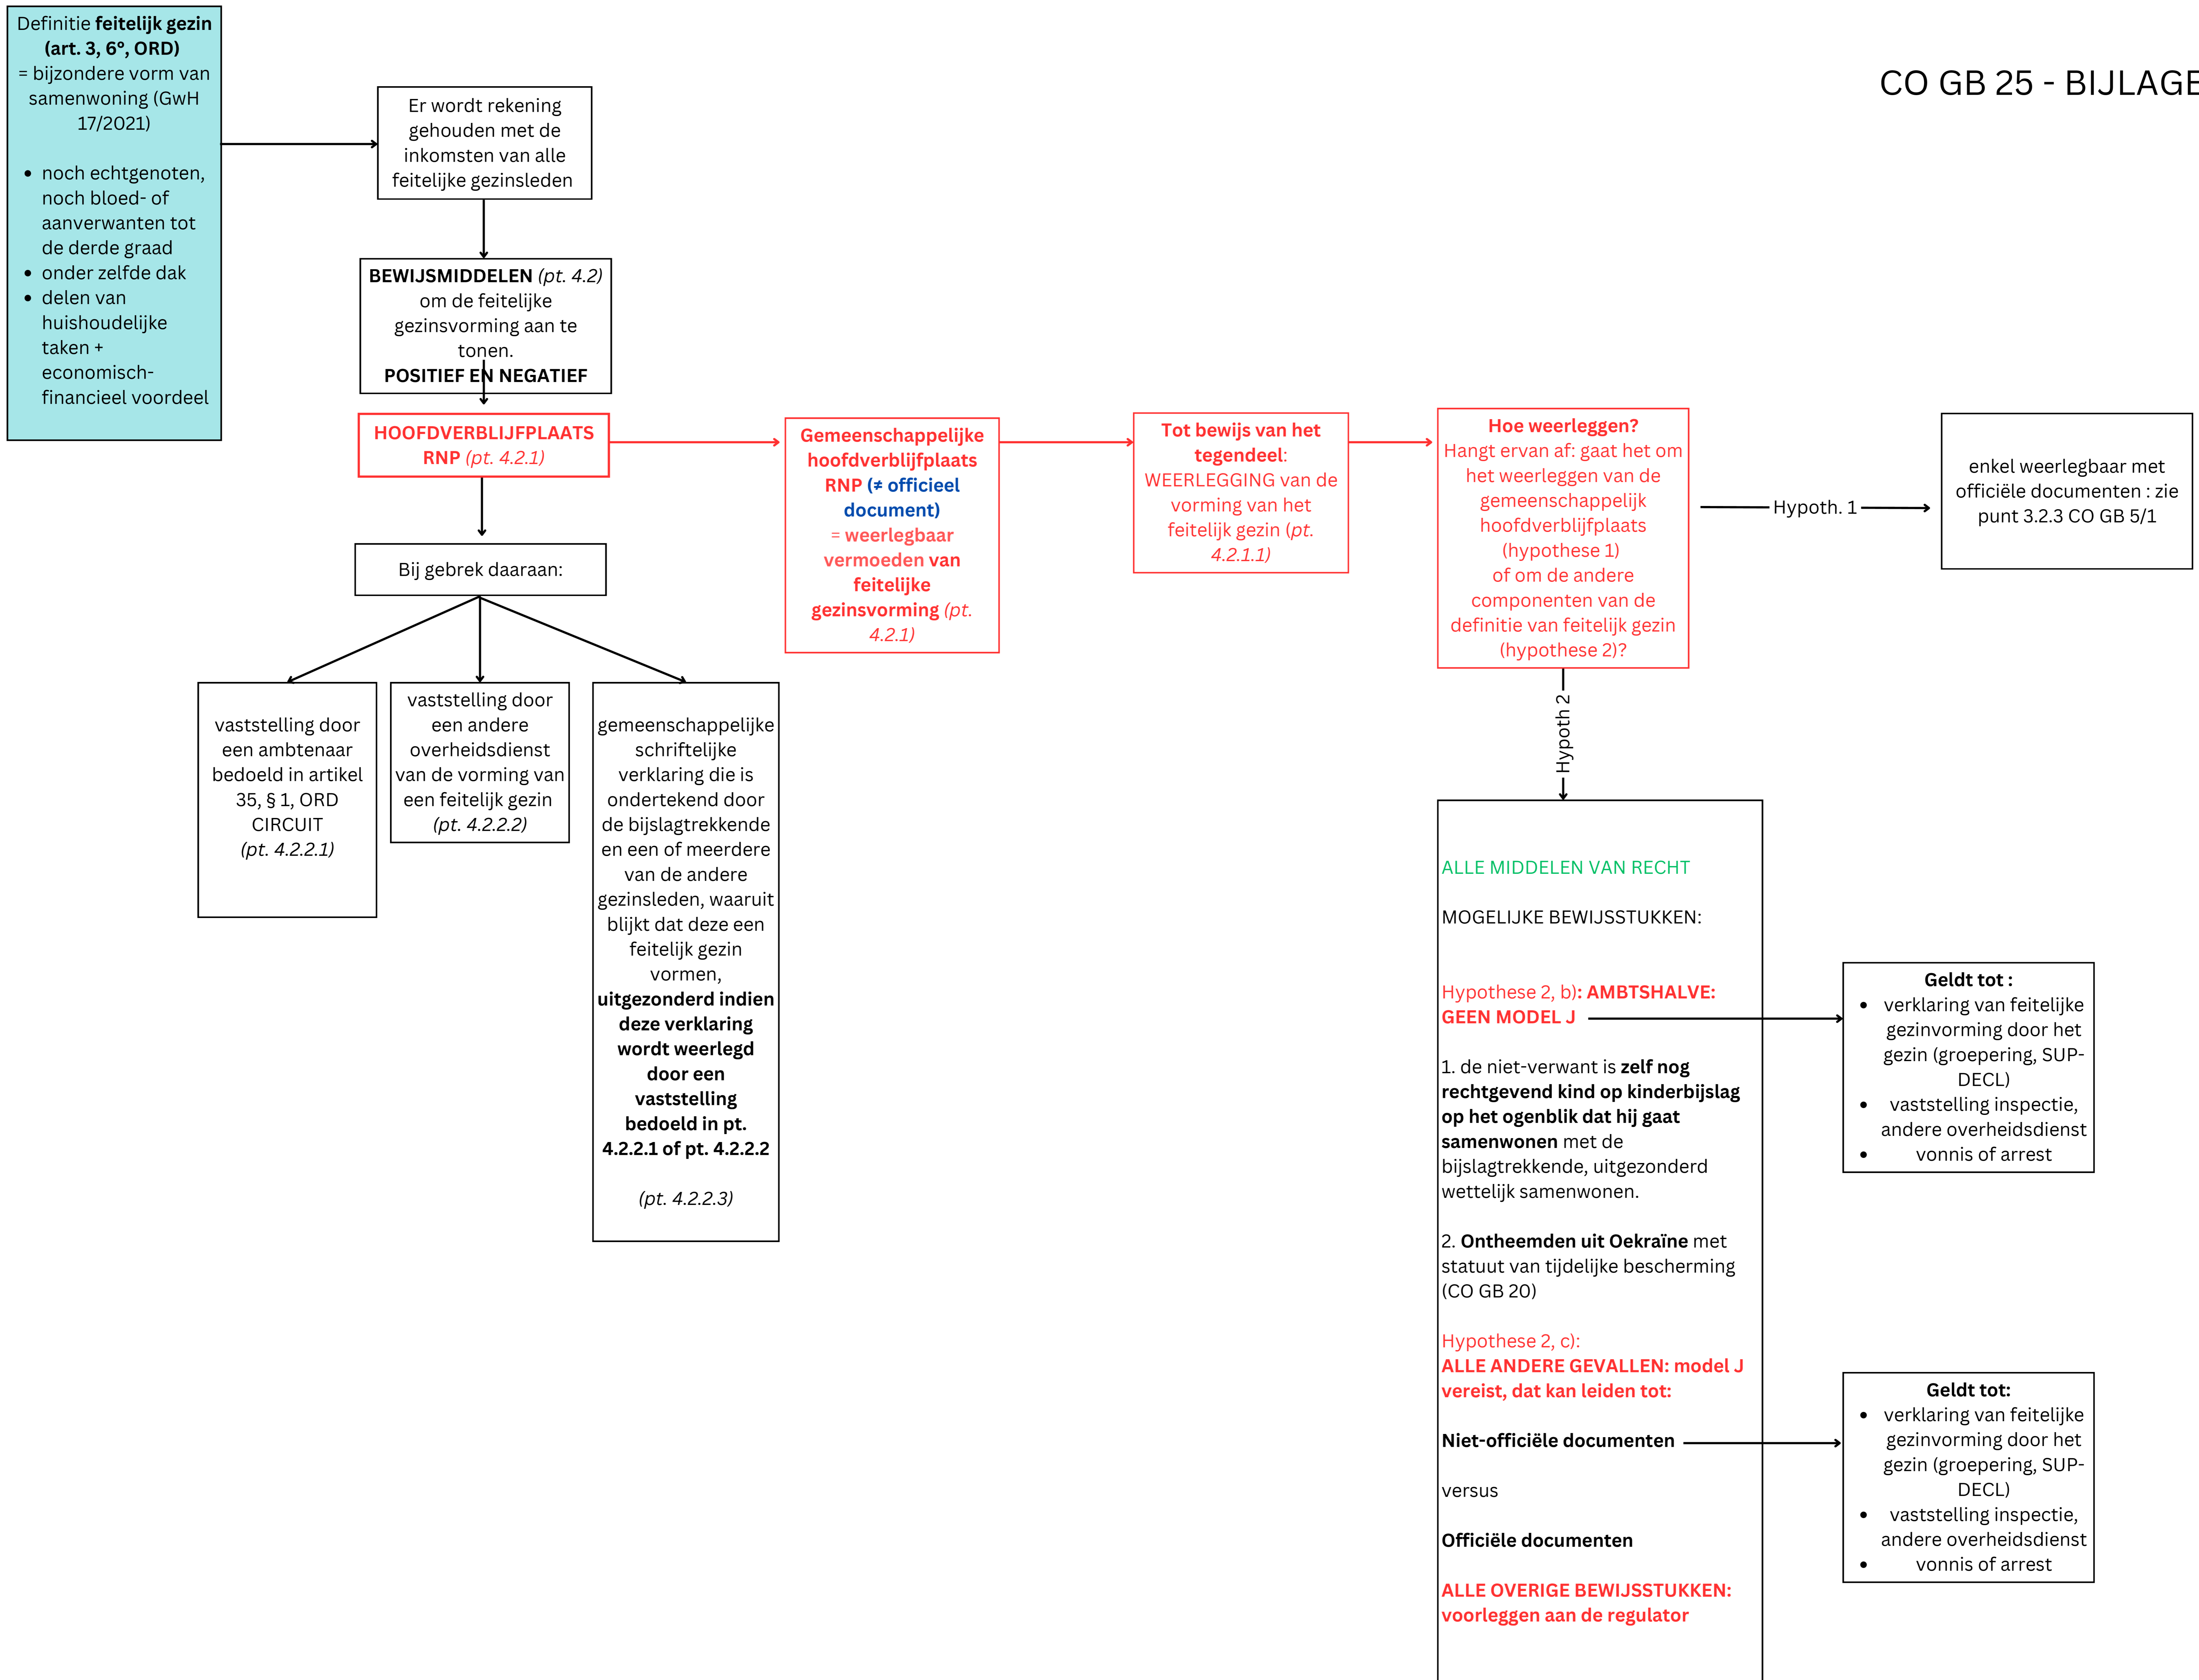 Definitie feitelijk gezin
(art. 3, 6°, ORD)
= bijzondere vorm van
samenwoning (GwH
17/2021)
• noch echtgenoten,
noch bloed- of
aanverwanten tot
de derde graad
• onder zelfde dak
• delen van
huishoudelijke
taken +
economisch-
financieel voordeel
CO GB 25 - BIJLAGE
Er wordt rekening
gehouden met de
inkomsten van alle
feitelijke gezinsleden
BEWIJSMIDDELEN (pt. 4.2)
om de feitelijke
gezinsvorming aan te
tonen.
POSITIEF EN NEGATIEF
HOOFDVERBLIJFPLAATS
RNP (pt. 4.2.1)
Bij gebrek daaraan:
vaststelling door
een ambtenaar
bedoeld in artikel
35, § 1, ORD
CIRCUIT
(pt. 4.2.2.1)
vaststelling door
een andere
overheidsdienst
van de vorming van
een feitelijk gezin
(pt. 4.2.2.2)
gemeenschappelijke
schriftelijke
verklaring die is
ondertekend door
de bijslagtrekkende
en een of meerdere
van de andere
gezinsleden, waaruit
blijkt dat deze een
feitelijk gezin
vormen,
uitgezonderd indien
deze verklaring
wordt weerlegd
door een
vaststelling
bedoeld in pt.
4.2.2.1 of pt. 4.2.2.2
(pt. 4.2.2.3)
Gemeenschappelijke
hoofdverblijfplaats
RNP (≠ officieel
document)
= weerlegbaar
vermoeden van
feitelijke
gezinsvorming (pt.
4.2.1)
Tot bewijs van het
tegendeel:
WEERLEGGING van de
vorming van het
feitelijk gezin (pt.
4.2.1.1)
Hoe weerleggen?
Hangt ervan af: gaat het om
het weerleggen van de
gemeenschappelijk
hoofdverblijfplaats
(hypothese 1)
of om de andere
componenten van de
definitie van feitelijk gezin
(hypothese 2)?
Hypoth. 1
enkel weerlegbaar met
officiële documenten : zie
punt 3.2.3 CO GB 5/1
Hypoth 2
ALLE MIDDELEN VAN RECHT
MOGELIJKE BEWIJSSTUKKEN:
Hypothese 2, b): AMBTSHALVE:
GEEN MODEL J
1. de niet-verwant is zelf nog
rechtgevend kind op kinderbijslag
op het ogenblik dat hij gaat
samenwonen met de
bijslagtrekkende, uitgezonderd
wettelijk samenwonen.
2. Ontheemden uit Oekraïne met
statuut van tijdelijke bescherming
(CO GB 20)
Hypothese 2, c):
ALLE ANDERE GEVALLEN: model J
vereist, dat kan leiden tot:
Niet-officiële documenten
versus
Officiële documenten
ALLE OVERIGE BEWIJSSTUKKEN:
voorleggen aan de regulator
Geldt tot :
• verklaring van feitelijke
gezinvorming door het
gezin (groepering, SUP-
DECL)
• vaststelling inspectie,
andere overheidsdienst
• vonnis of arrest
Geldt tot:
• verklaring van feitelijke
gezinvorming door het
gezin (groepering, SUP-
DECL)
• vaststelling inspectie,
andere overheidsdienst
• vonnis of arrest